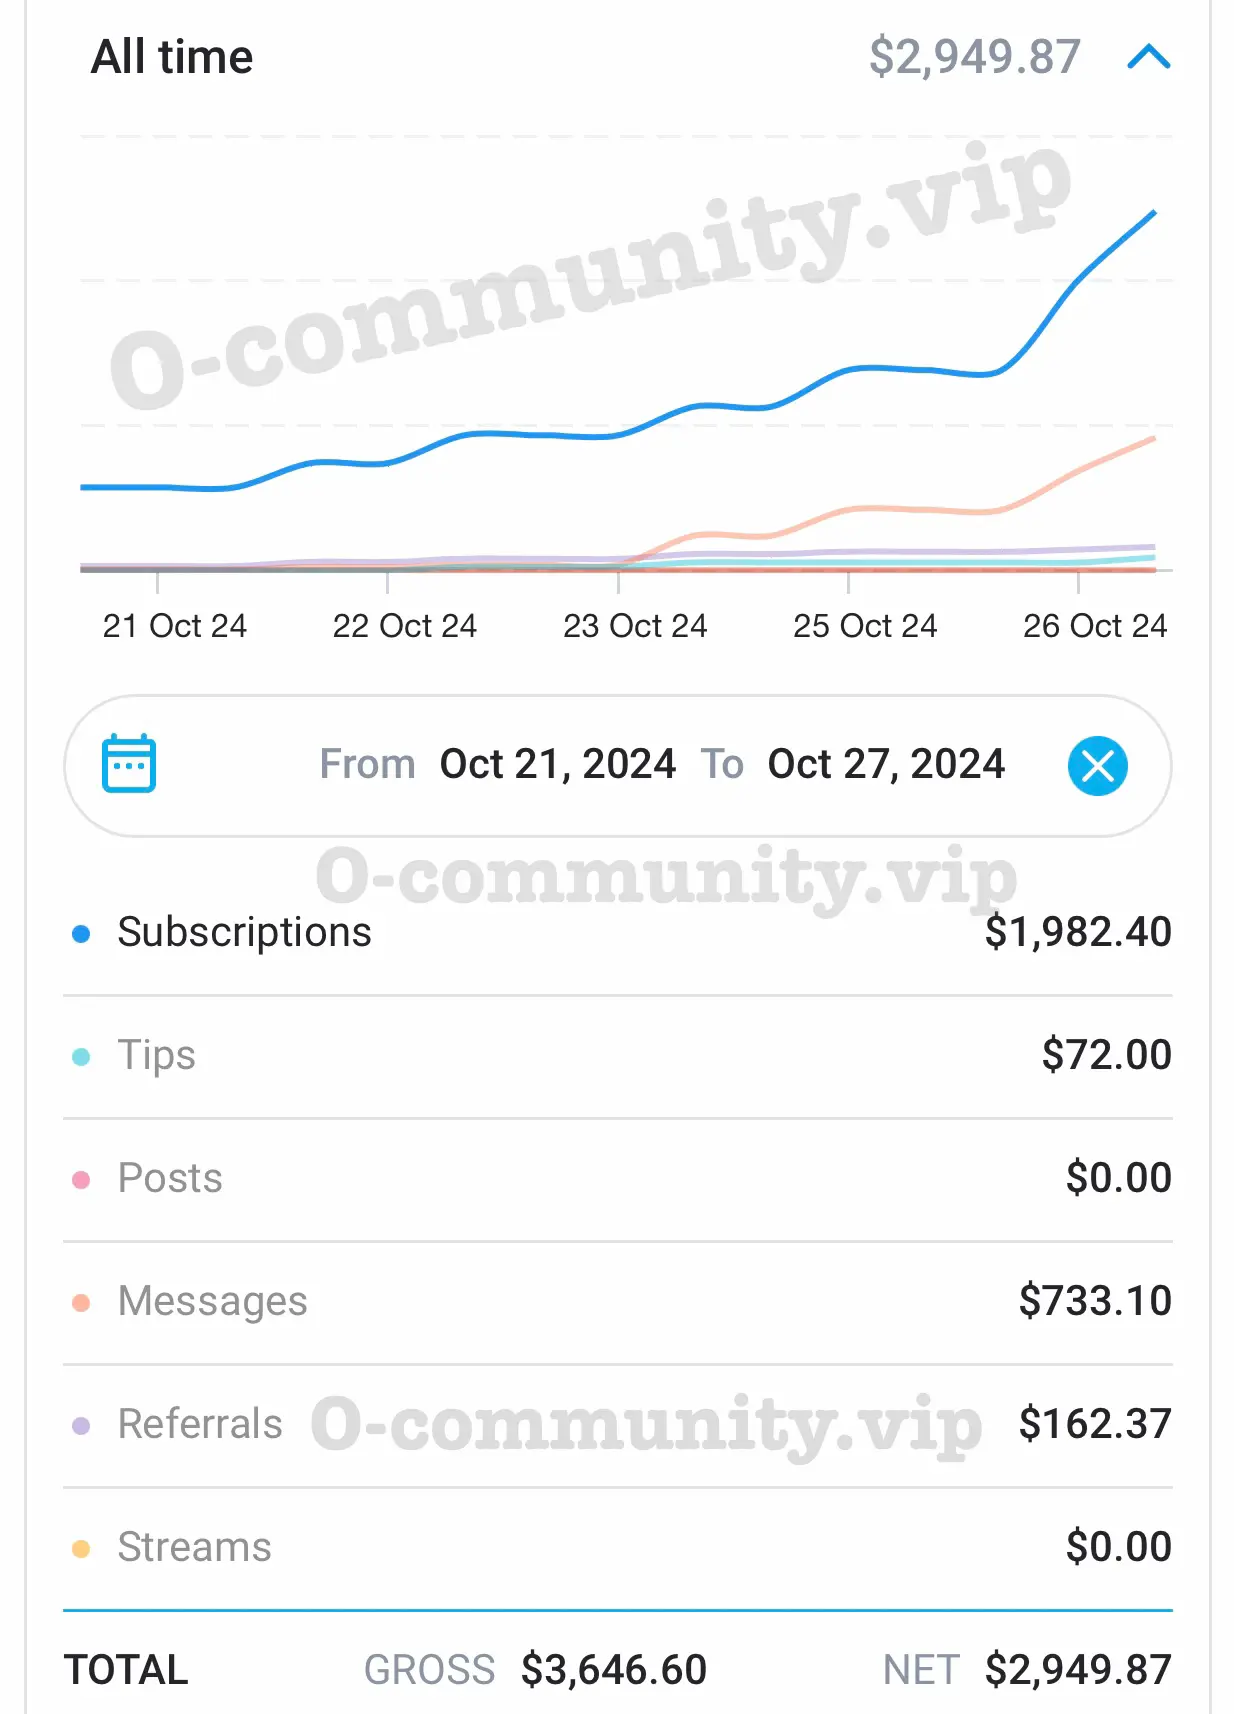 All time $2,949.87
O-community.vip
21 Oct 24 22 Oct 24 23 Oct 24 25 Oct 24 26 Oct 24
From Oct 21, 2024 To Oct 27, 2024
O-community.vip
Subscriptions $1,982.40
Tips $72.00
Posts $0.00
Messages $733.10
Referrals O-community.vip $162.37
Streams $0.00
TOTAL GROSS $3,646.60 NET $2,949.87